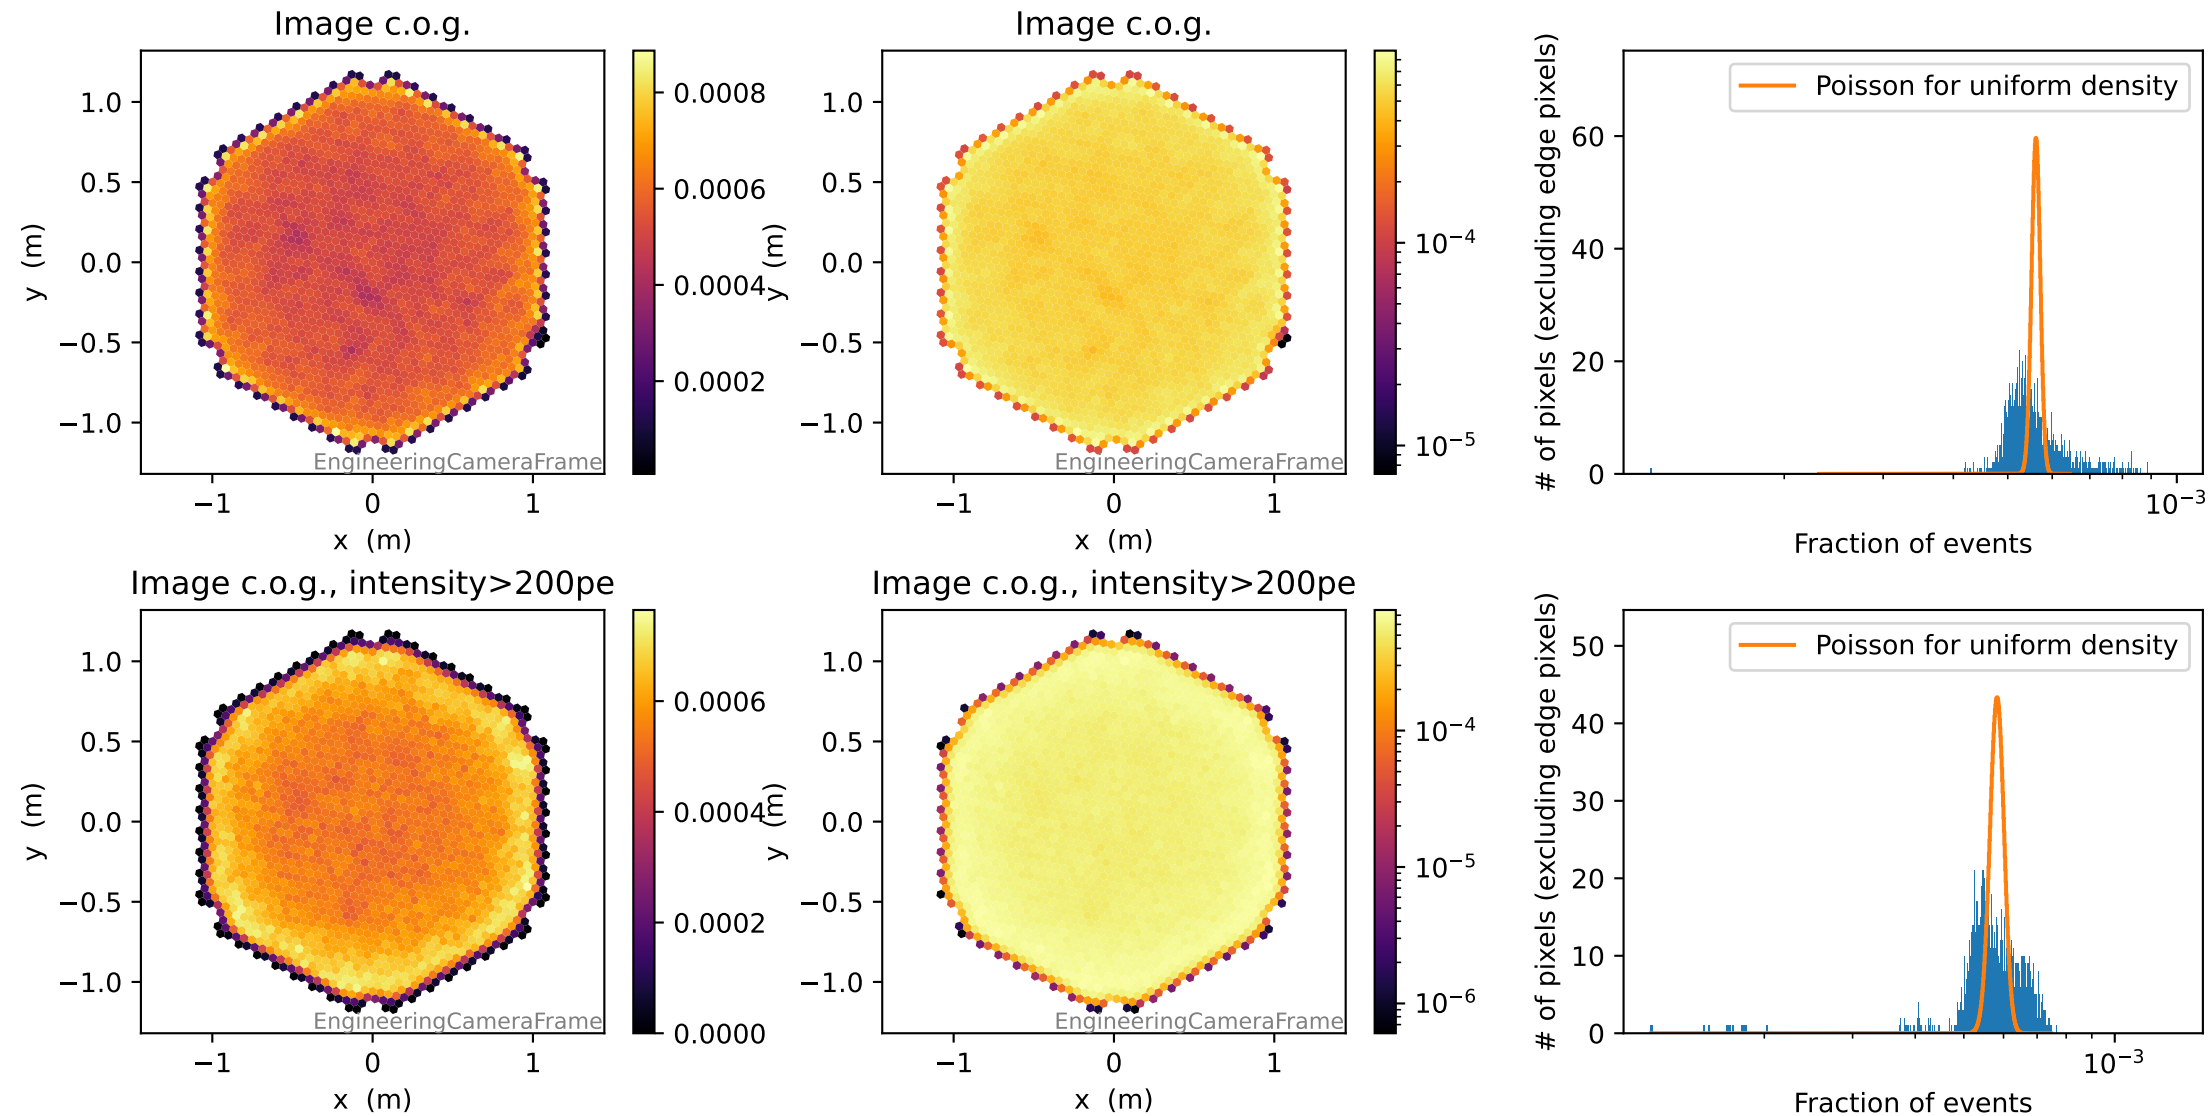 Image c.o.g.
1.0
0.5
0.0
−0.5
−1.0
y (m)
−1
0
1
x (m)
EngineeringCameraFrame
0.0008
0.0006
0.0004
0.0002
Image c.o.g.
1.0
0.5
0.0
−0.5
−1.0
y (m)
−1
0
1
x (m)
EngineeringCameraFrame
10⁻⁴
10⁻⁵
Poisson for uniform density
60
40
20
0
# of pixels (excluding edge pixels)
10⁻³
Fraction of events
Image c.o.g., intensity>200pe
1.0
0.5
0.0
−0.5
−1.0
y (m)
−1
0
1
x (m)
EngineeringCameraFrame
0.0006
0.0004
0.0002
0.0000
Image c.o.g., intensity>200pe
1.0
0.5
0.0
−0.5
−1.0
y (m)
−1
0
1
x (m)
EngineeringCameraFrame
10⁻⁴
10⁻⁵
10⁻⁶
Poisson for uniform density
50
40
30
20
10
0
# of pixels (excluding edge pixels)
10⁻³
Fraction of events